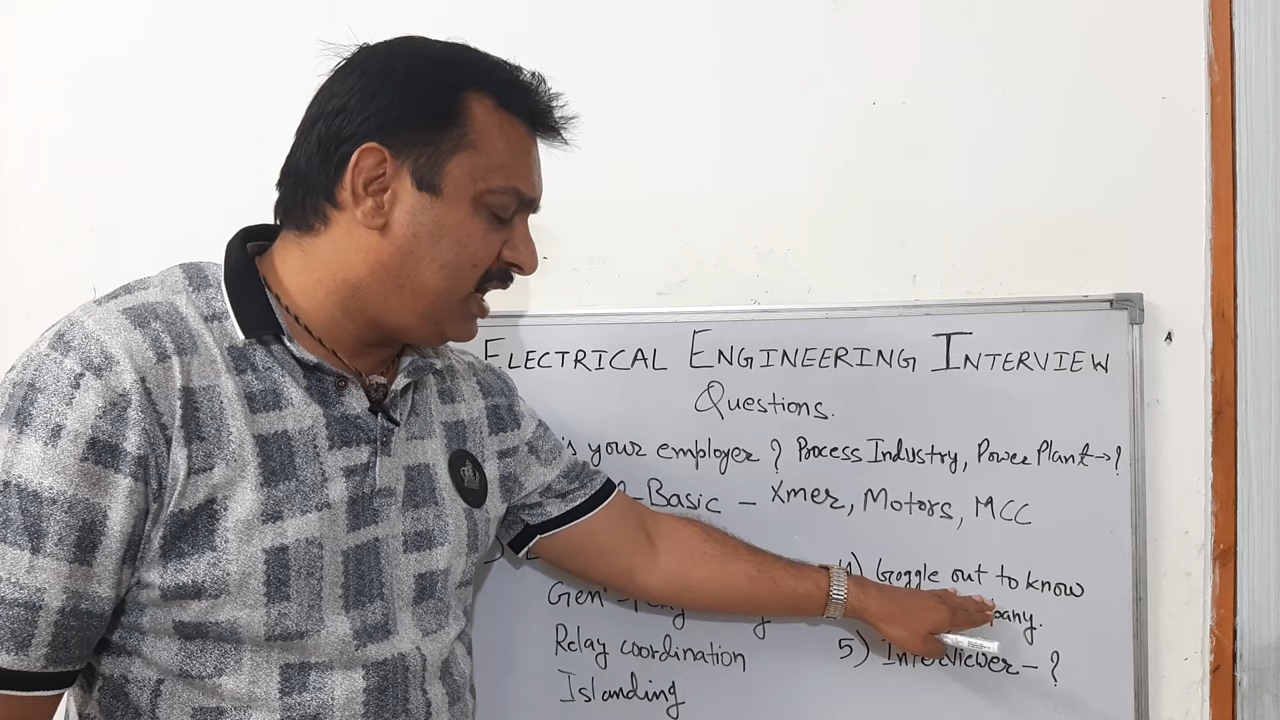 ELECTRICAL ENGINEERING INTERVIEW
Questions.
is your employer ? Process Industry, Power Plant → ?
- Basic - Xmer, Motors, MCC
4) Goggle out to know
Relay coordination
5) Interviewer - ?
Islanding